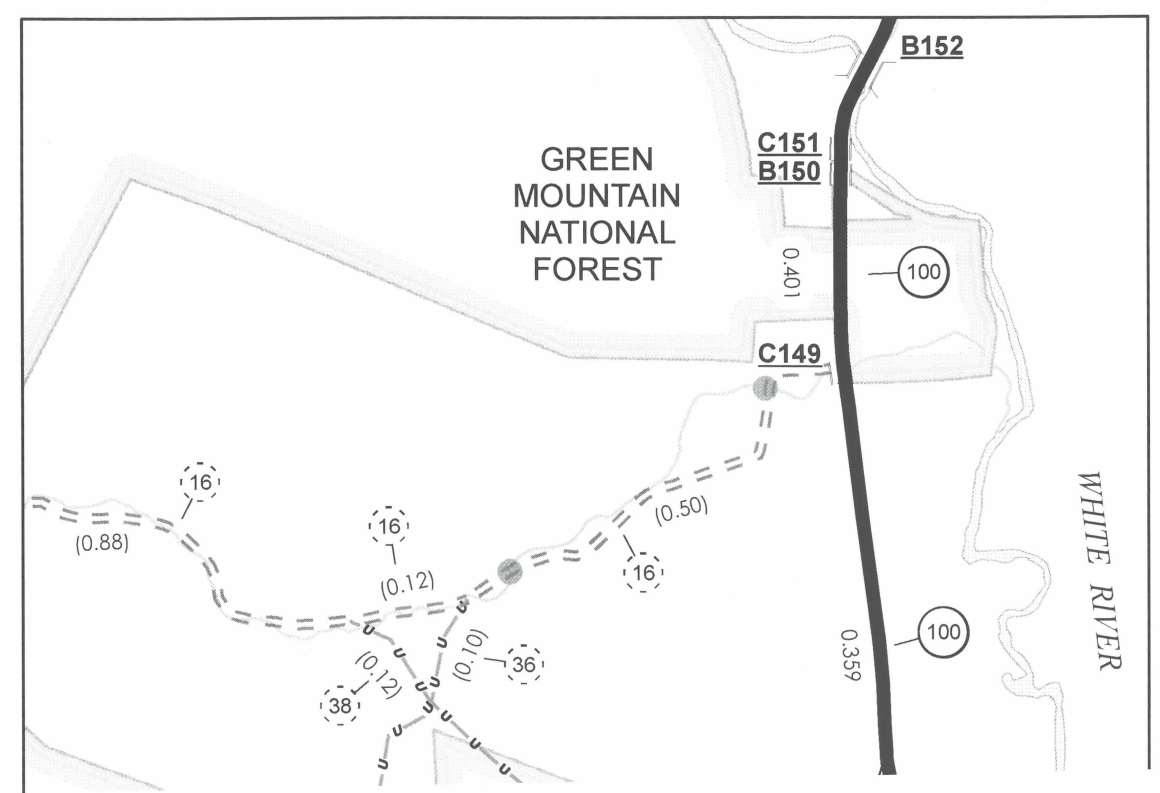 B152
C151
B150
GREEN
MOUNTAIN
NATIONAL
FOREST
0.401
100
C149
16
(0.88)
16
(0.12)
(0.50)
16
WHITE RIVER
100
0.359
(0.10)
36
(0.12)
38
U
U
U
U
U
U
U
U
U
U
U
U